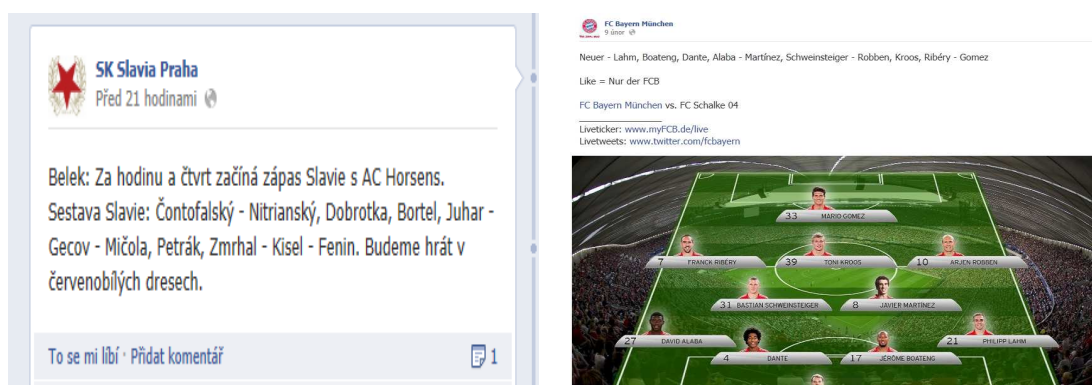 SK Slavia Praha
Před 21 hodinami
Belek: Za hodinu a čtvrt začíná zápas Slavie s AC Horsens.
Sestava Slavie: Čontofalský - Nitrianský, Dobrotka, Bortel, Juhar -
Gecov - Mičola, Petrák, Zmrhal - Kisel - Fenin. Budeme hrát v
červenobílých dresech.
To se mi líbí · Přidat komentář
1
FC Bayern München
9 únor
Neuer - Lahm, Boateng, Dante, Alaba - Martínez, Schweinsteiger - Robben, Kroos, Ribéry - Gomez
Like = Nur der FCB
FC Bayern München vs. FC Schalke 04
Liveticker: www.myFCB.de/live
Livetweets: www.twitter.com/fcbayern
33 MARIO GOMEZ
7 FRANCK RIBÉRY 39 TONI KROOS 10 ARJEN ROBBEN
31 BASTIAN SCHWEINSTEIGER 8 JAVIER MARTÍNEZ
27 DAVID ALABA 21 PHILIPP LAHM
4 DANTE 17 JÉRÔME BOATENG